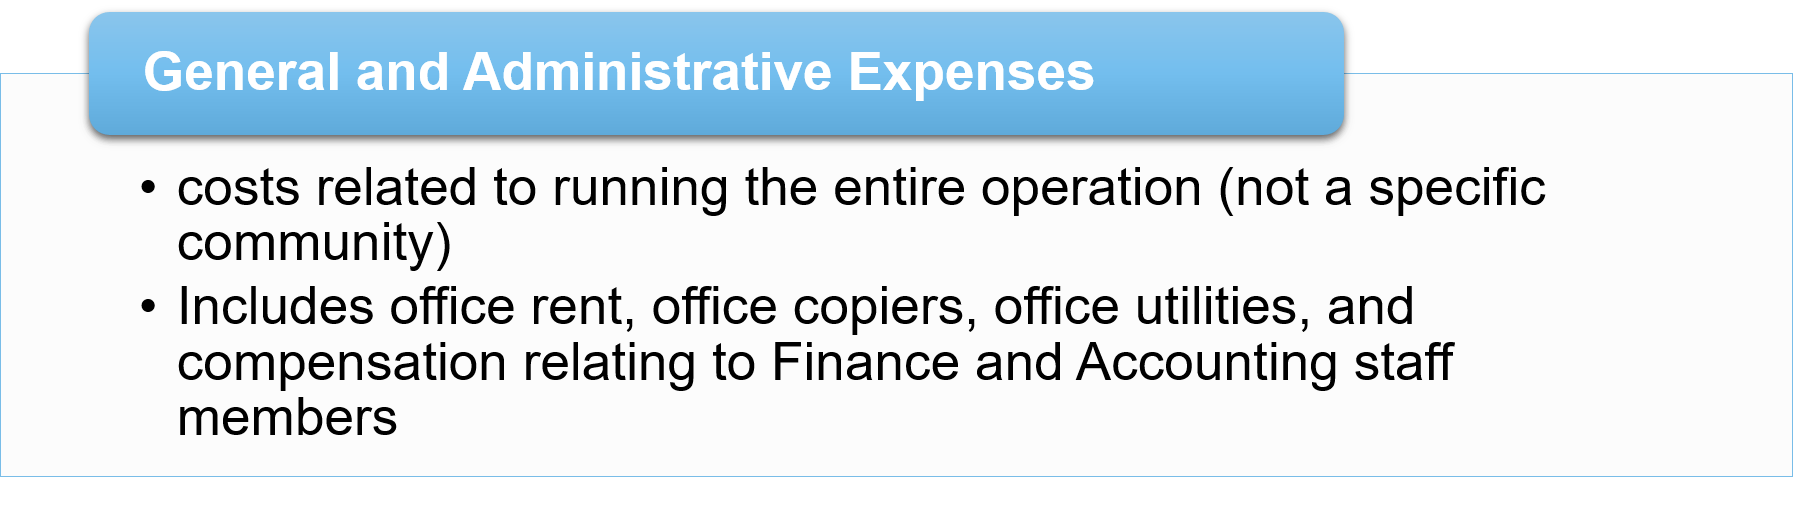 General and Administrative Expenses
• costs related to running the entire operation (not a specific
community)
• Includes office rent, office copiers, office utilities, and
compensation relating to Finance and Accounting staff
members